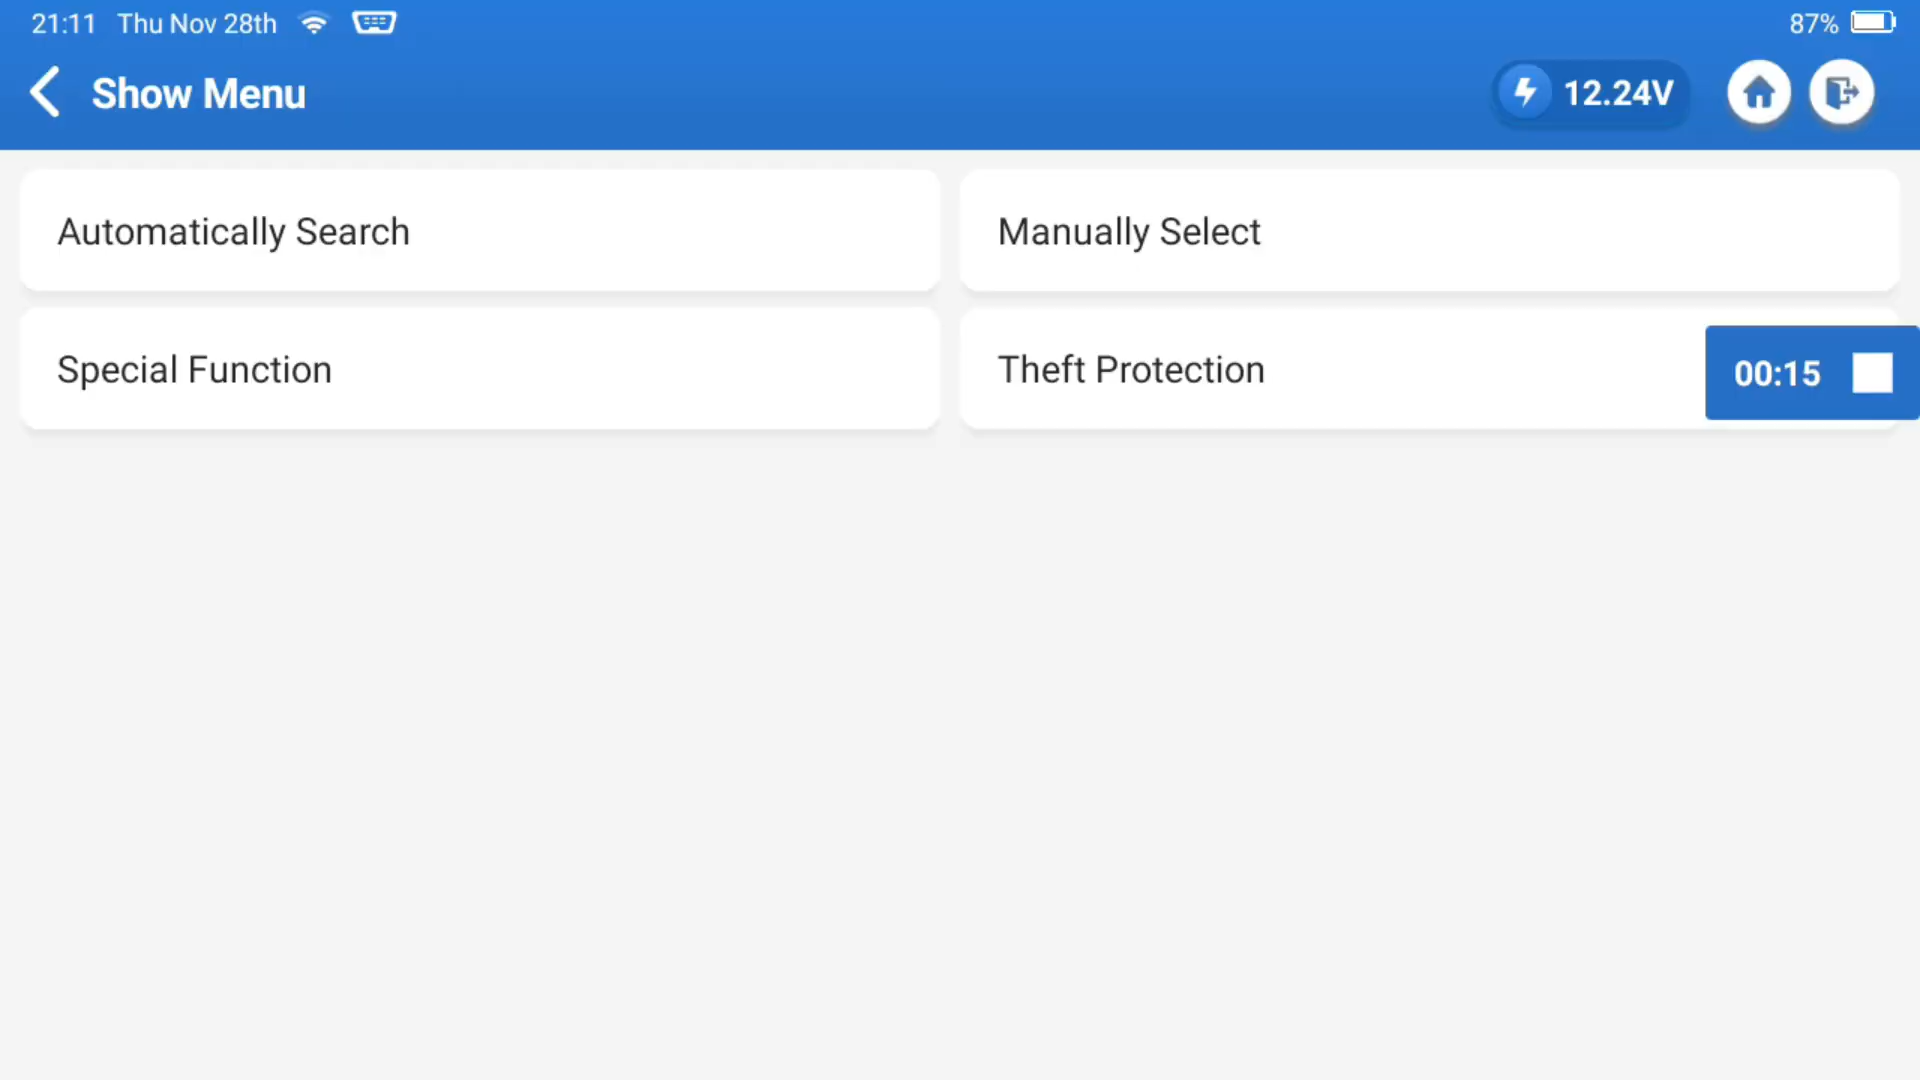 21:11 Thu Nov 28th 87%
Show Menu 12.24V
Automatically Search Manually Select
Special Function Theft Protection 00:15